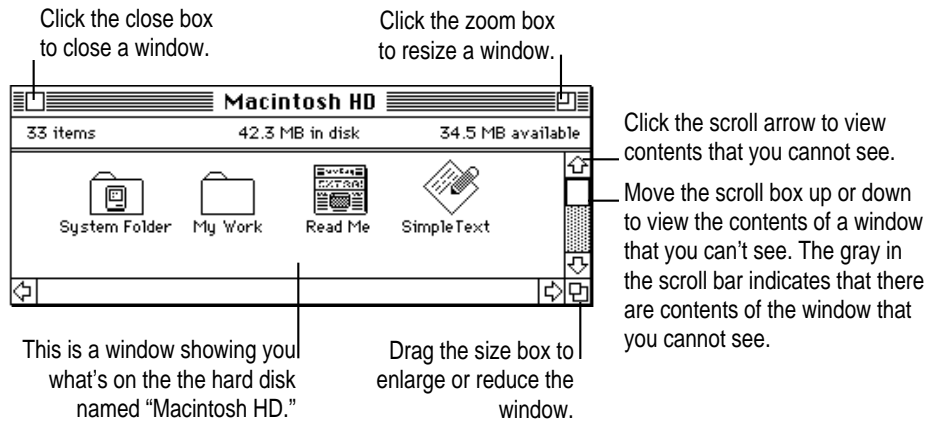 Click the close box
to close a window.
Click the zoom box
to resize a window.
Macintosh HD
33 items 42.3 MB in disk 34.5 MB available
System Folder My Work Read Me SimpleText
Click the scroll arrow to view
contents that you cannot see.
Move the scroll box up or down
to view the contents of a window
that you can’t see. The gray in
the scroll bar indicates that there
are contents of the window that
you cannot see.
This is a window showing you
what’s on the the hard disk
named “Macintosh HD.”
Drag the size box to
enlarge or reduce the
window.